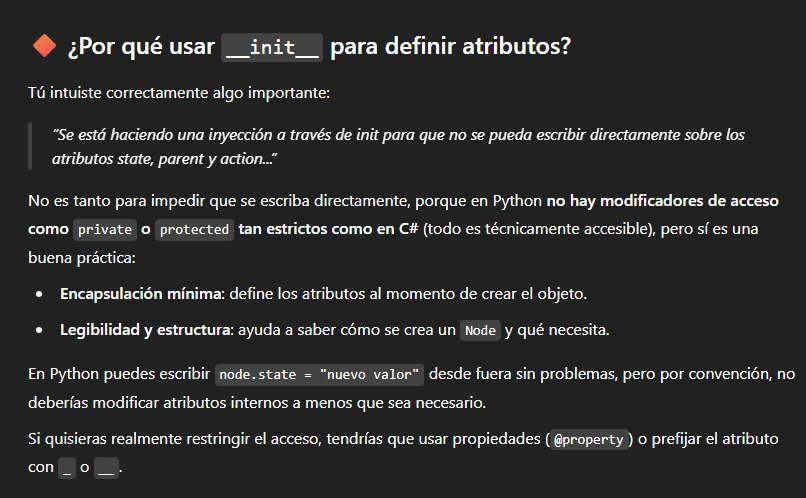 ¿Por qué usar __init__ para definir atributos?
Tú intuiste correctamente algo importante:
"Se está haciendo una inyección a través de init para que no se pueda escribir directamente sobre los
atributos state, parent y action..."
No es tanto para impedir que se escriba directamente, porque en Python no hay modificadores de acceso
como private o protected tan estrictos como en C# (todo es técnicamente accesible), pero sí es una
buena práctica:
• Encapsulación mínima: define los atributos al momento de crear el objeto.
• Legibilidad y estructura: ayuda a saber cómo se crea un Node y qué necesita.
En Python puedes escribir node.state = "nuevo valor" desde fuera sin problemas, pero por convención, no
deberías modificar atributos internos a menos que sea necesario.
Si quisieras realmente restringir el acceso, tendrías que usar propiedades (@property) o prefijar el atributo
con _ o __.